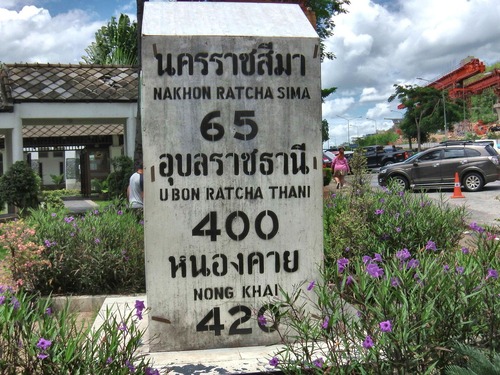 นครราชสีมา
NAKHON RATCHA SIMA
65
อุบลราชธานี
UBON RATCHA THANI
400
หนองคาย
NONG KHAI
420